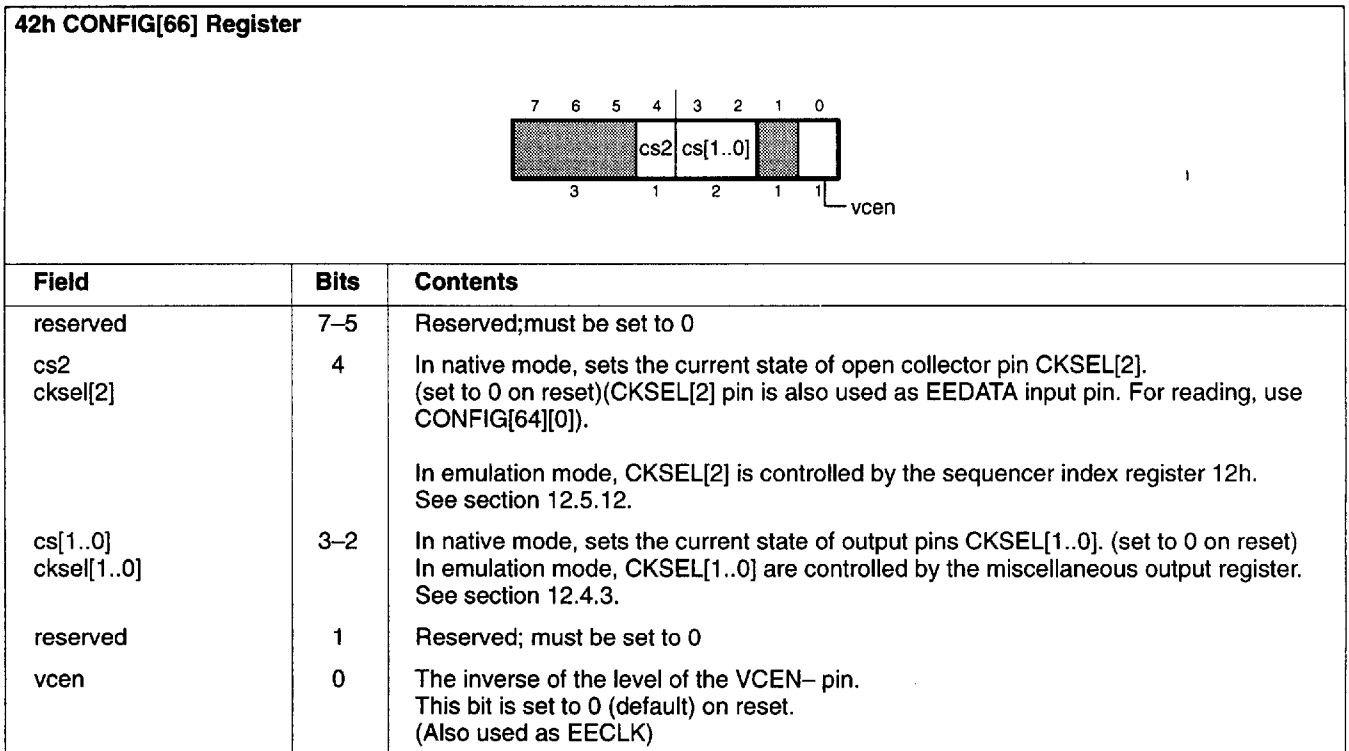 42h CONFIG[66] Register
7 6 5 4 3 2 1 0
cs2 cs[1..0]
3 1 2 1 1
vcen
Field Bits Contents
reserved 7–5 Reserved;must be set to 0
cs2 4 In native mode, sets the current state of open collector pin CKSEL[2].
cksel[2] (set to 0 on reset)(CKSEL[2] pin is also used as EEDATA input pin. For reading, use
CONFIG[64][0]).
In emulation mode, CKSEL[2] is controlled by the sequencer index register 12h.
See section 12.5.12.
cs[1..0] 3–2 In native mode, sets the current state of output pins CKSEL[1..0]. (set to 0 on reset)
cksel[1..0] In emulation mode, CKSEL[1..0] are controlled by the miscellaneous output register.
See section 12.4.3.
reserved 1 Reserved; must be set to 0
vcen 0 The inverse of the level of the VCEN– pin.
This bit is set to 0 (default) on reset.
(Also used as EECLK)